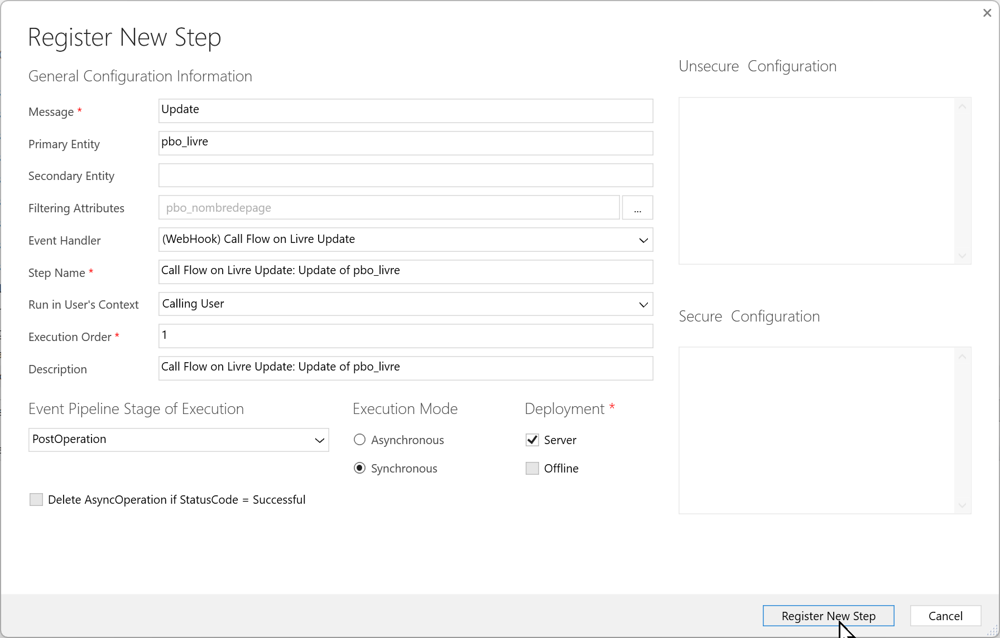 Register New Step
General Configuration Information
Message *
Update
Primary Entity
pbo_livre
Secondary Entity
Filtering Attributes
pbo_nombredepage
...
Event Handler
(WebHook) Call Flow on Livre Update
Step Name *
Call Flow on Livre Update: Update of pbo_livre
Run in User's Context
Calling User
Execution Order *
1
Description
Call Flow on Livre Update: Update of pbo_livre
Event Pipeline Stage of Execution
PostOperation
Execution Mode
Asynchronous
Synchronous
Deployment *
Server
Offline
Delete AsyncOperation if StatusCode = Successful
Unsecure Configuration
Secure Configuration
Register New Step
Cancel